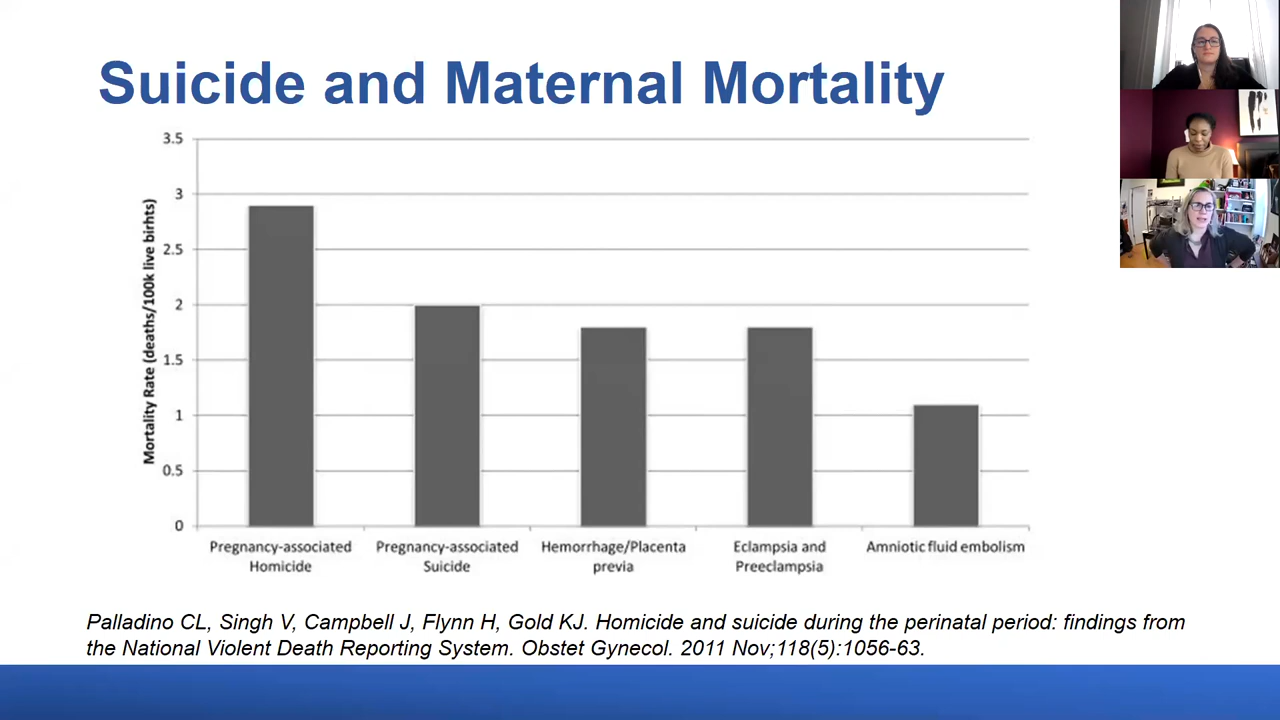 Suicide and Maternal Mortality
3.5
3
2.5
2
1.5
1
0.5
0
Mortality Rate (deaths/100k live birhts)
Pregnancy-associated
Homicide
Pregnancy-associated
Suicide
Hemorrhage/Placenta
previa
Eclampsia and
Preeclampsia
Amniotic fluid embolism
Palladino CL, Singh V, Campbell J, Flynn H, Gold KJ. Homicide and suicide during the perinatal period: findings from
the National Violent Death Reporting System. Obstet Gynecol. 2011 Nov;118(5):1056-63.